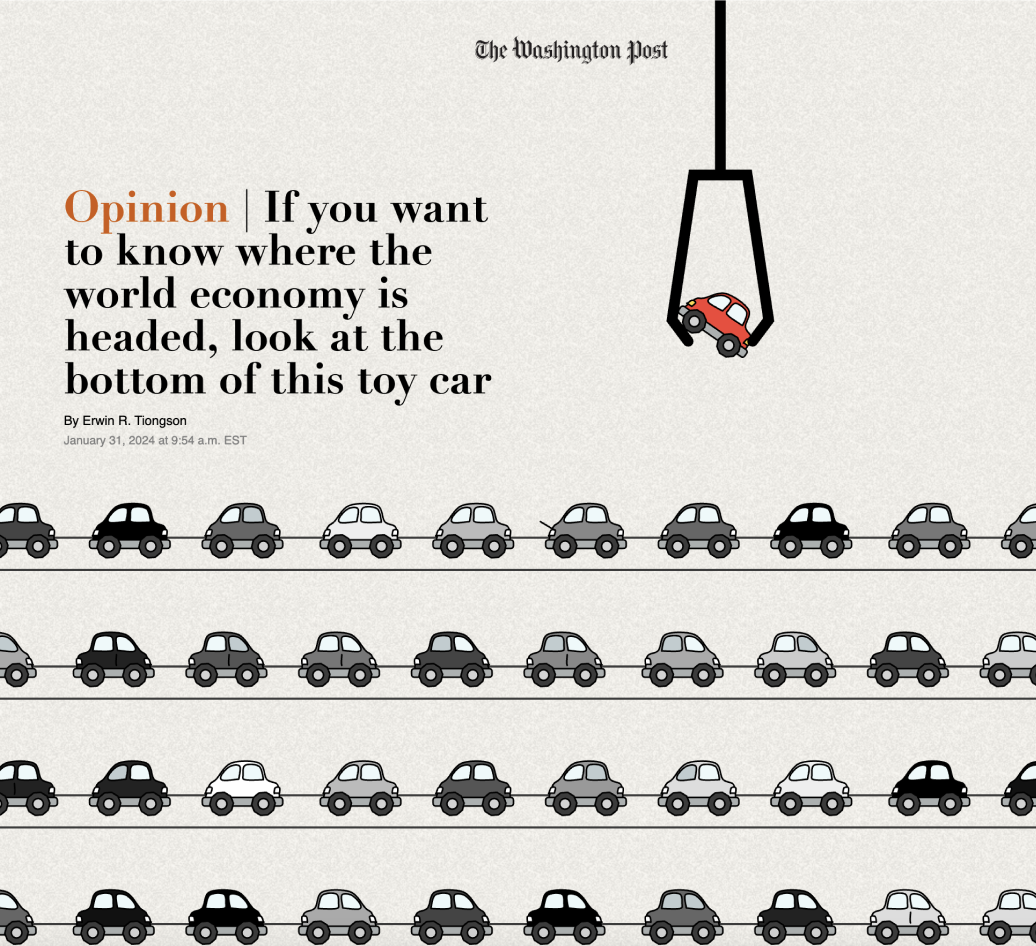 The Washington Post
Opinion | If you want
to know where the
world economy is
headed, look at the
bottom of this toy car
By Erwin R. Tiongson
January 31, 2024 at 9:54 a.m. EST